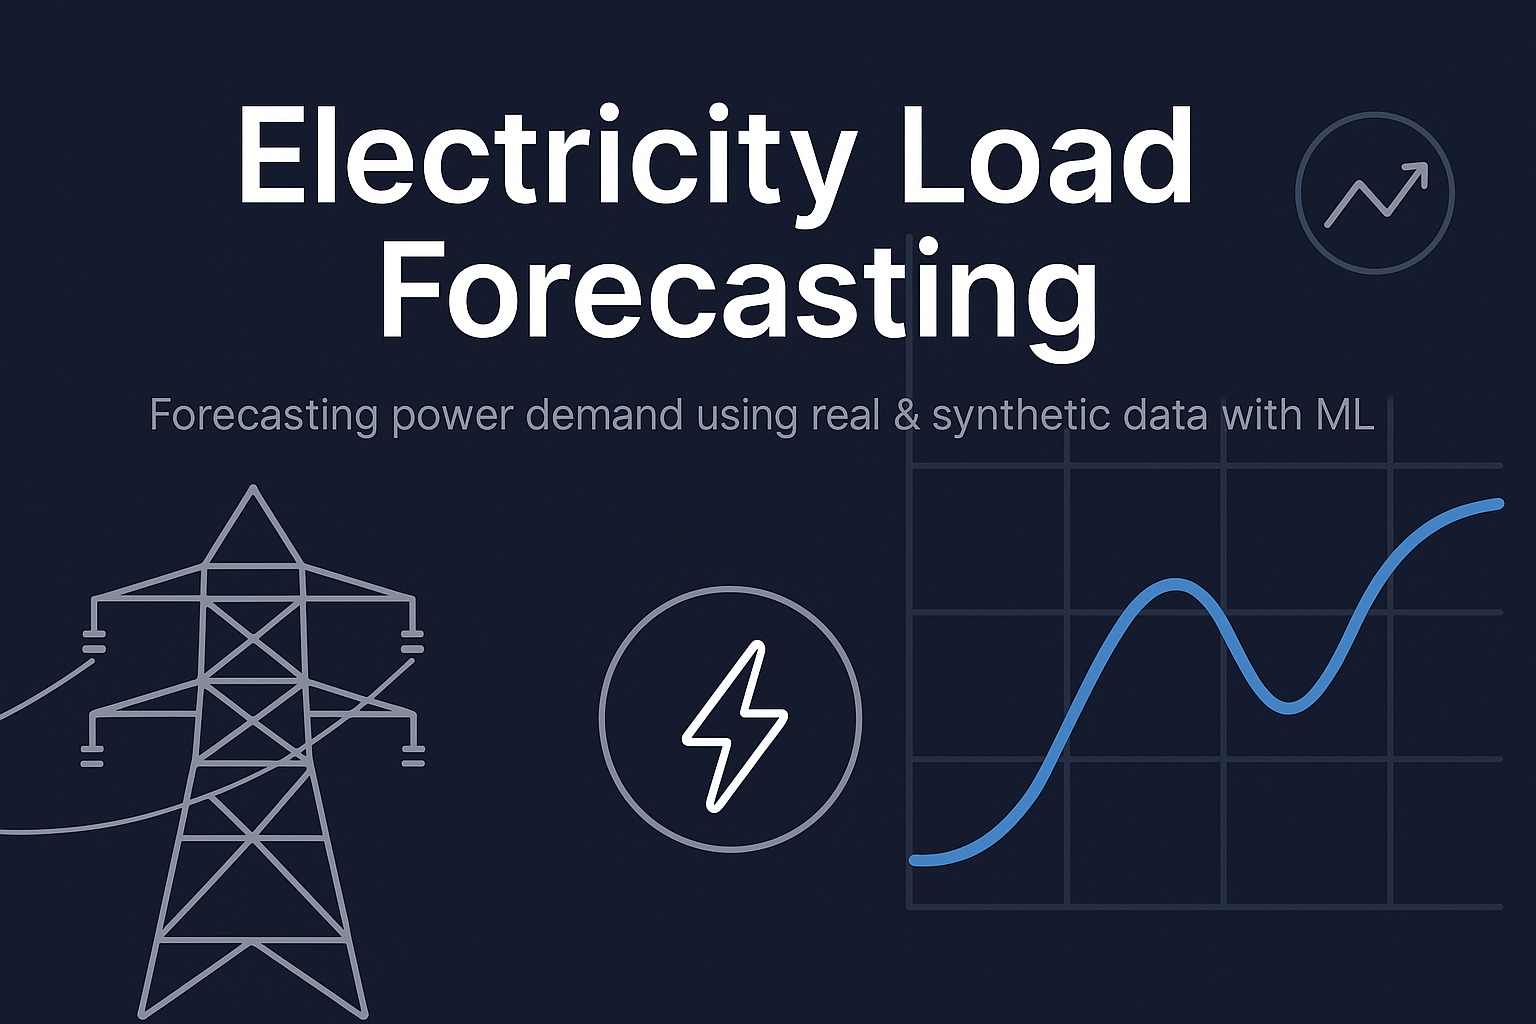 Electricity Load
Forecasting
Forecasting power demand using real & synthetic data with ML